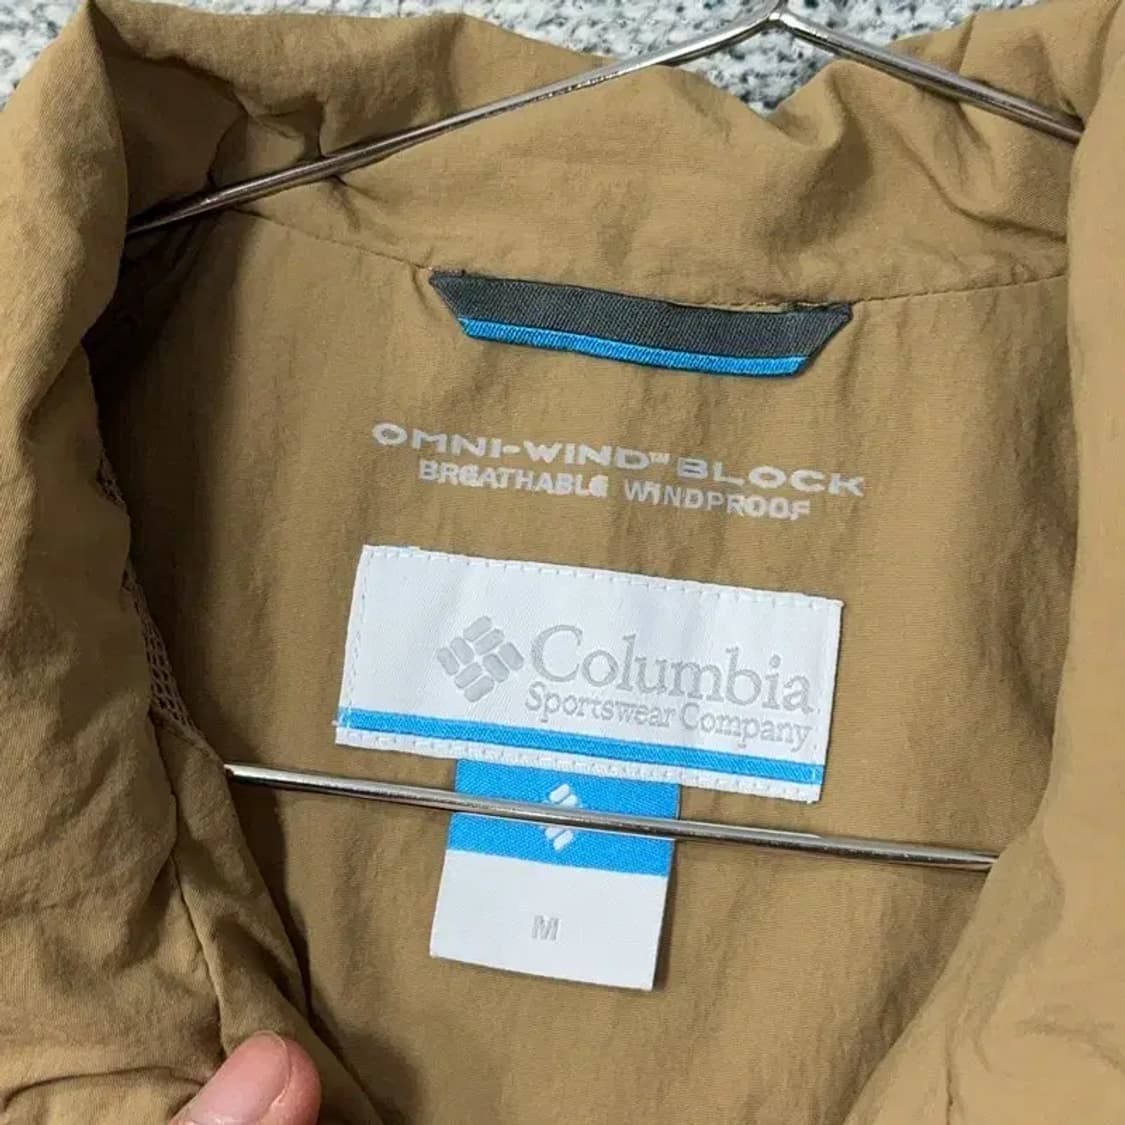 OMNI-WIND™ BLOCK
BREATHABLE WINDPROOF
Columbia
Sportswear Company
M